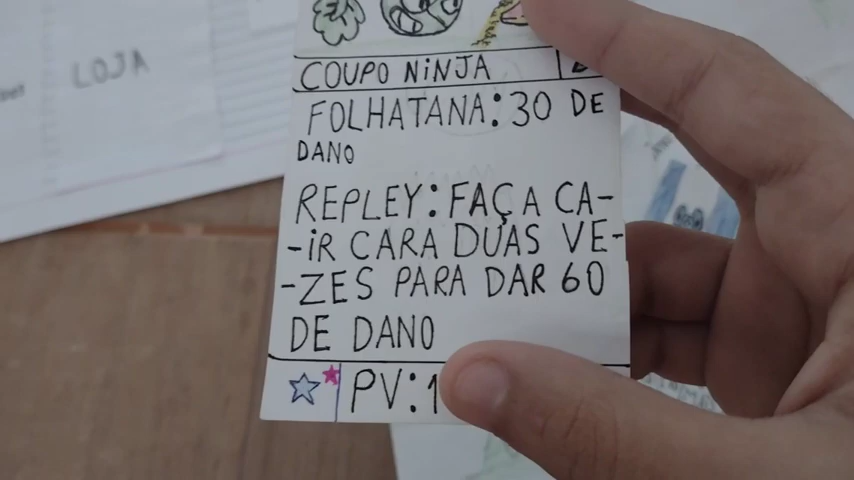 LOJA
COUPO NINJA
FOLHATANA: 30 DE
DANO
REPLEY: FAÇA CA-
-IR CARA DUAS VE-
-ZES PARA DAR 60
DE DANO
PV: 1